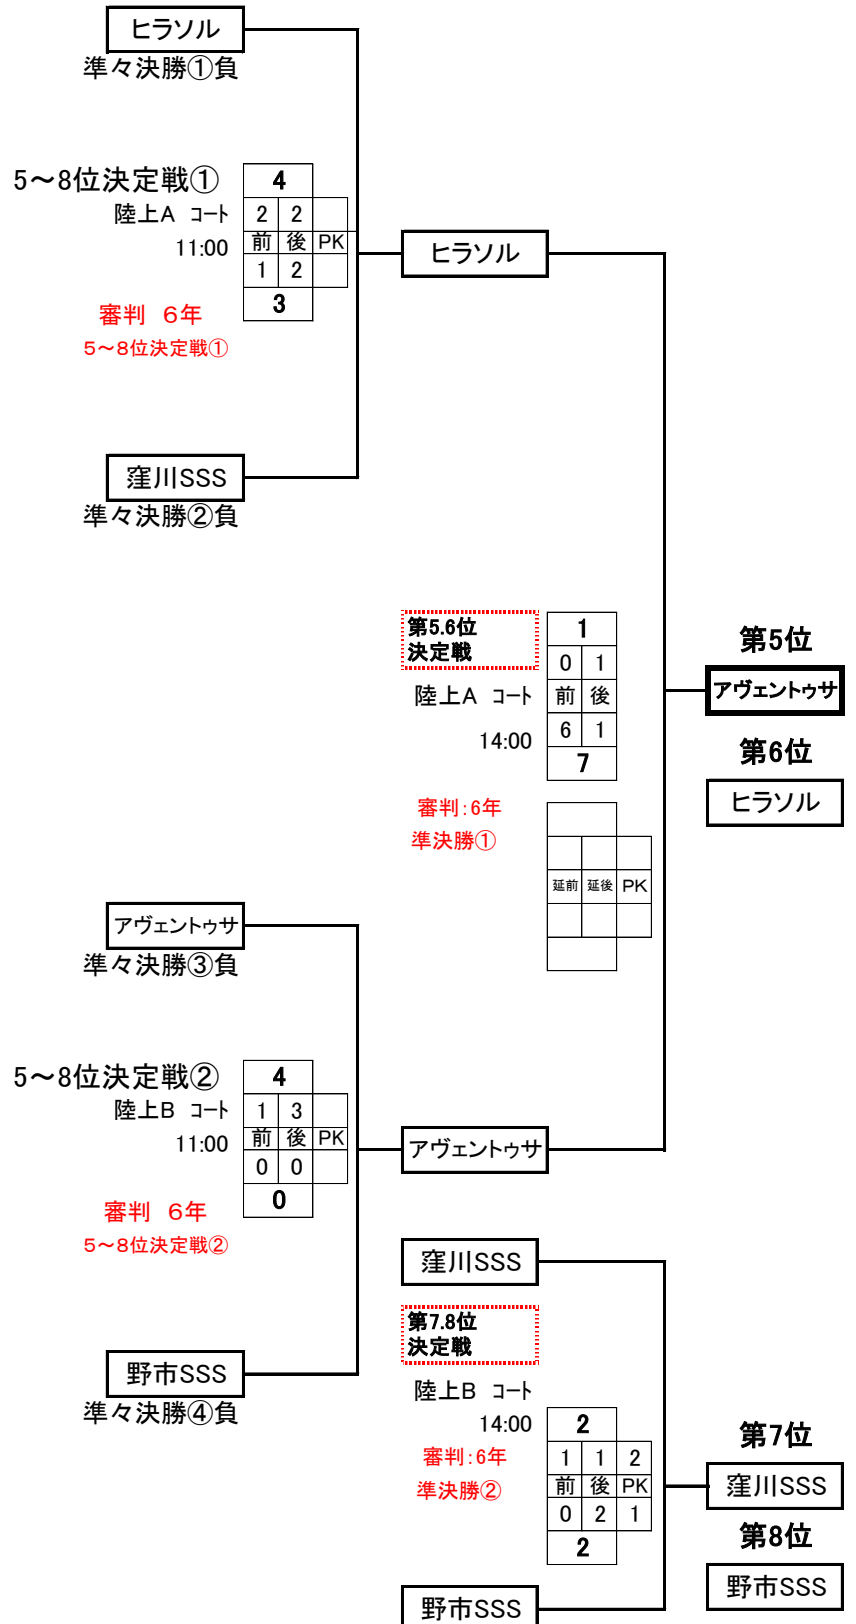 ヒラソル
準々決勝①負
5～8位決定戦①
4
陸上A コート
2 2
11:00
前 後 PK
1 2
3
審判 6年
5～8位決定戦①
ヒラソル
窪川SSS
準々決勝②負
第5.6位
決定戦
1
0 1
陸上A コート
前 後
14:00
6 1
7
審判:6年
準決勝①
延前 延後 PK
第5位
アヴェントゥサ
第6位
ヒラソル
アヴェントゥサ
準々決勝③負
5～8位決定戦②
4
陸上B コート
1 3
11:00
前 後 PK
0 0
0
審判 6年
5～8位決定戦②
アヴェントゥサ
野市SSS
準々決勝④負
窪川SSS
第7.8位
決定戦
陸上B コート
14:00
2
審判:6年
1 1 2
準決勝②
前 後 PK
0 2 1
2
野市SSS
第7位
窪川SSS
第8位
野市SSS